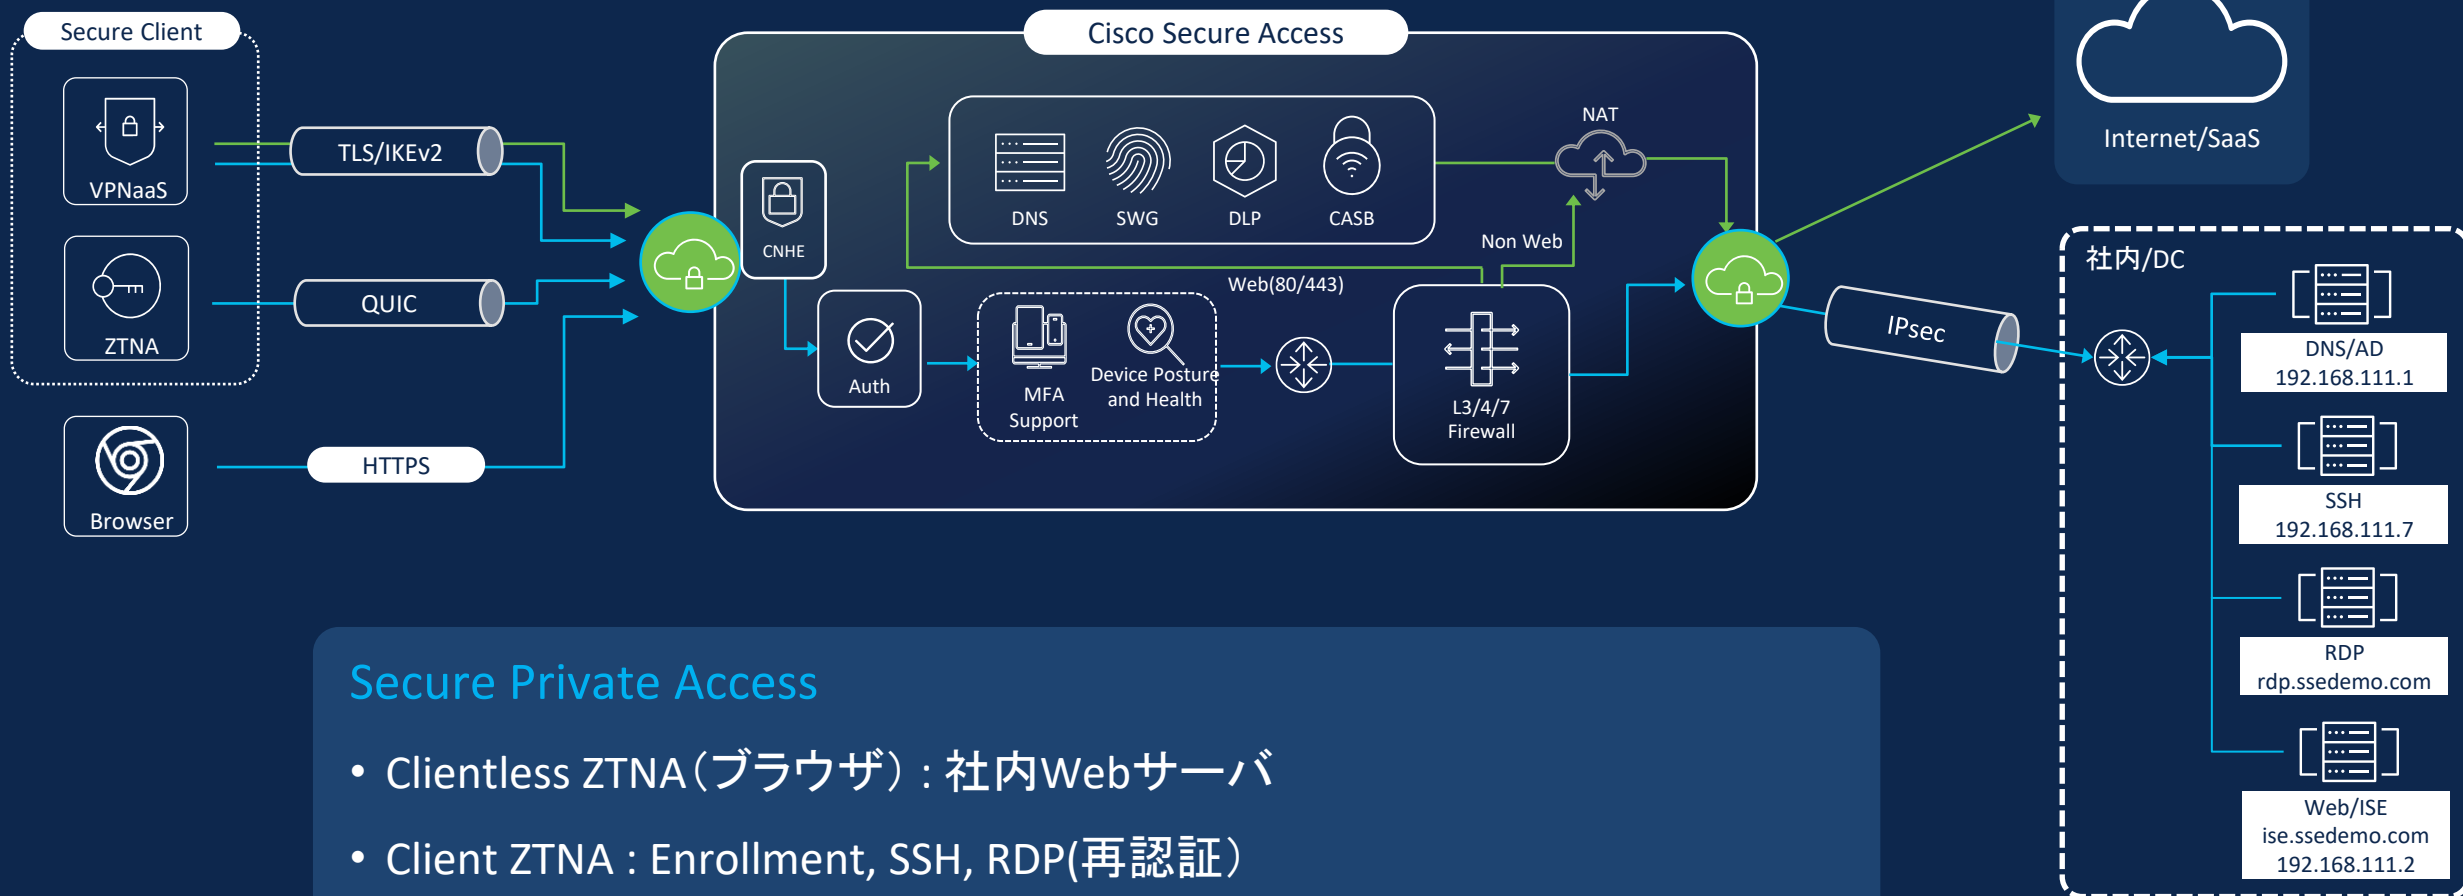 Secure Client
VPNaaS
ZTNA
Browser
TLS/IKEv2
QUIC
HTTPS
Cisco Secure Access
CNHE
Auth
DNS
SWG
DLP
CASB
NAT
Non Web
Web(80/443)
MFA
Support
Device Posture
and Health
L3/4/7
Firewall
Internet/SaaS
IPsec
社内/DC
DNS/AD
192.168.111.1
SSH
192.168.111.7
RDP
rdp.ssedemo.com
Web/ISE
ise.ssedemo.com
192.168.111.2
Secure Private Access
• Clientless ZTNA（ブラウザ）: 社内Webサーバ
• Client ZTNA : Enrollment, SSH, RDP(再認証）